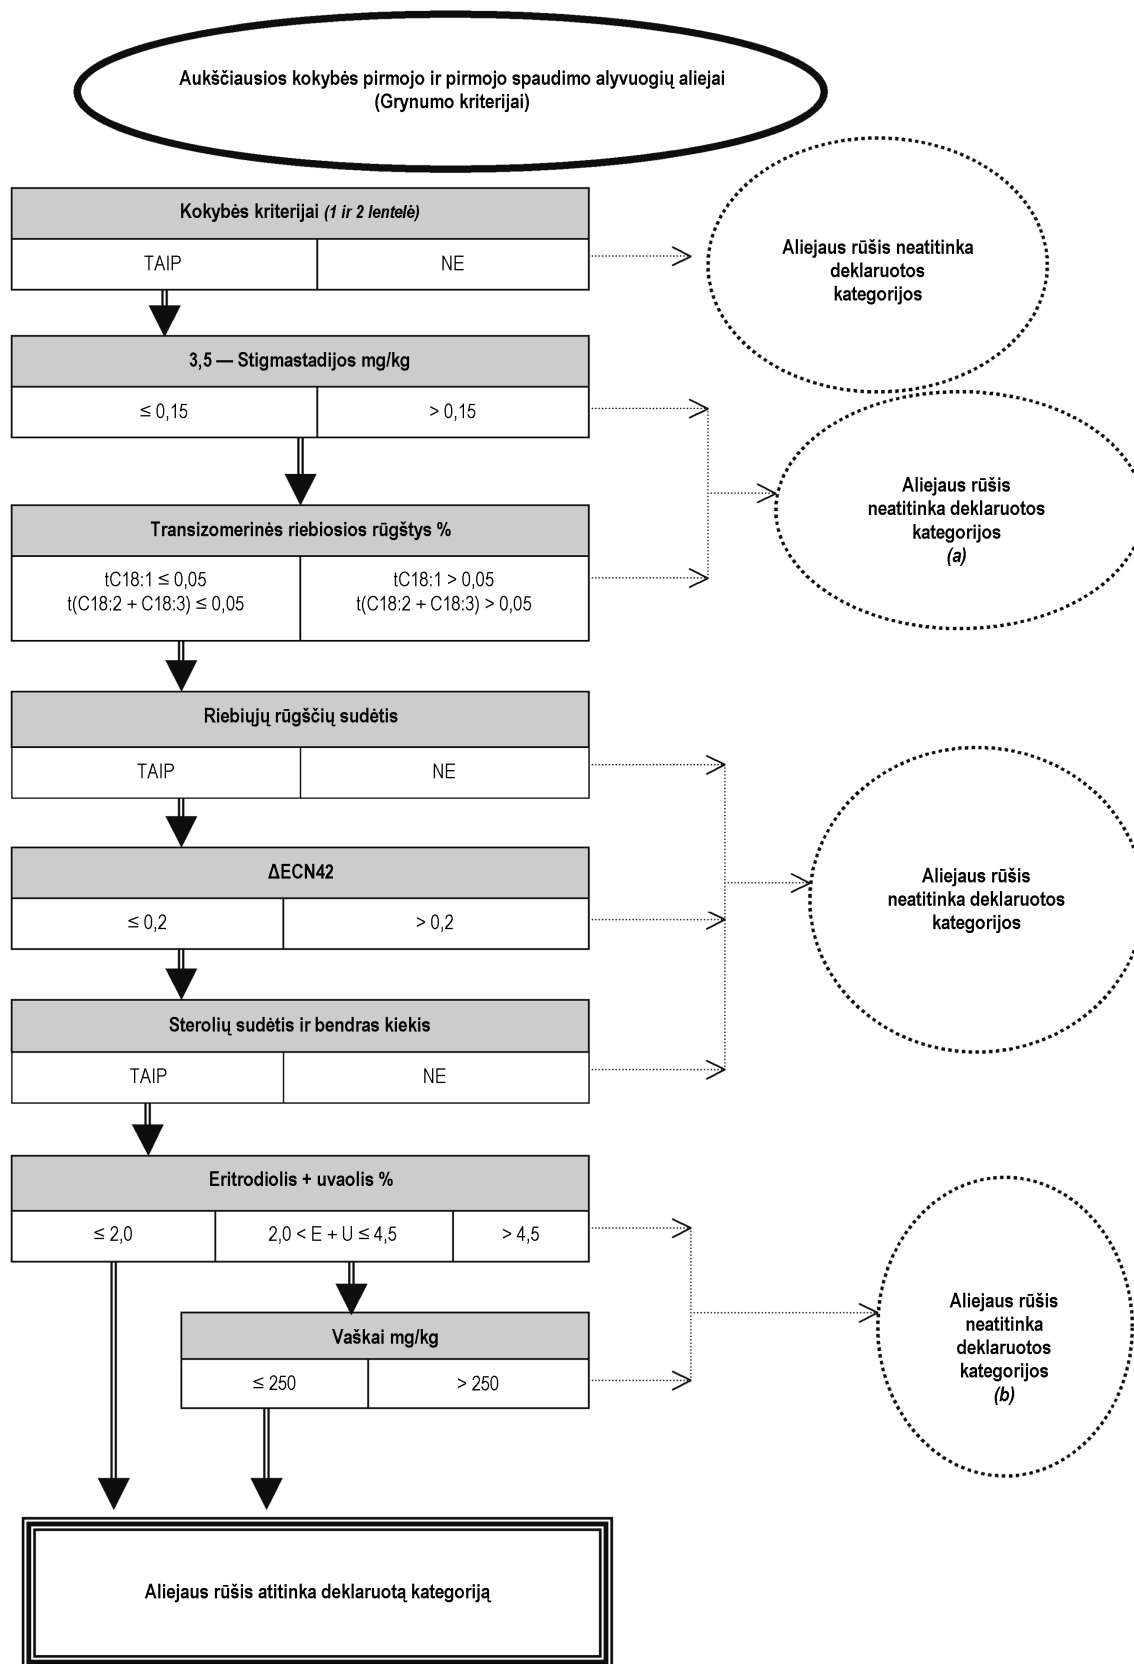 Aukščiausios kokybės pirmojo ir pirmojo spaudimo alyvuogių aliejai
(Grynumo kriterijai)
Kokybės kriterijai (1 ir 2 lentelė)
TAIP
NE
Aliejaus rūšis neatitinka
deklaruotos
kategorijos
3,5 — Stigmastadijos mg/kg
≤ 0,15
> 0,15
Aliejaus rūšis
neatitinka deklaruotos
kategorijos
(a)
Transizomerinės riebiosios rūgštys %
tC18:1 ≤ 0,05
t(C18:2 + C18:3) ≤ 0,05
tC18:1 > 0,05
t(C18:2 + C18:3) > 0,05
Riebiųjų rūgščių sudėtis
TAIP
NE
ΔECN42
≤ 0,2
> 0,2
Aliejaus rūšis
neatitinka deklaruotos
kategorijos
Sterolių sudėtis ir bendras kiekis
TAIP
NE
Eritrodiolis + uvaolis %
≤ 2,0
2,0 < E + U ≤ 4,5
> 4,5
Vaškai mg/kg
≤ 250
> 250
Aliejaus rūšis
neatitinka
deklaruotos
kategorijos
(b)
Aliejaus rūšis atitinka deklaruotą kategoriją